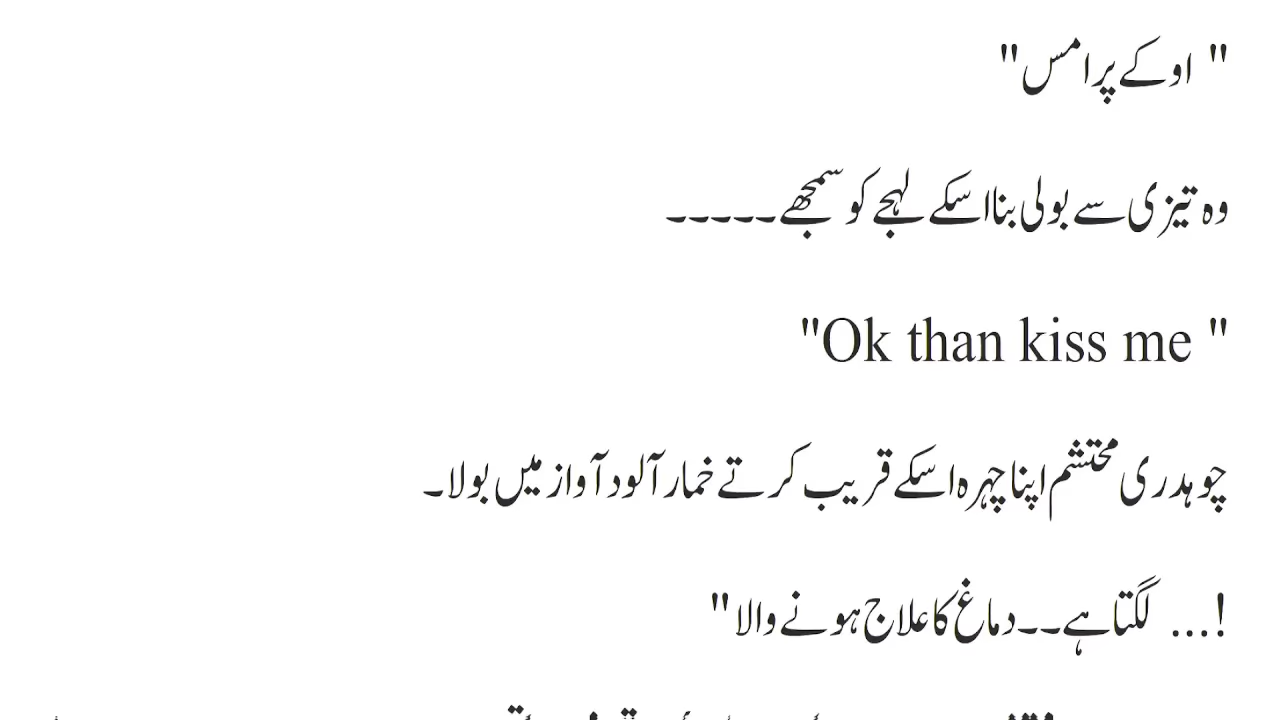 " اوکے پرامس"
وہ تیزی سے بولی بنا اسکے لہجے کو سمجھے۔۔۔۔۔
"Ok than kiss me "
چوہدری محتشم اپنا چہرہ اسکے قریب کرتے خمار آلود آواز میں بولا۔
!... لگتا ہے۔۔دماغ کا علاج ہونے والا"